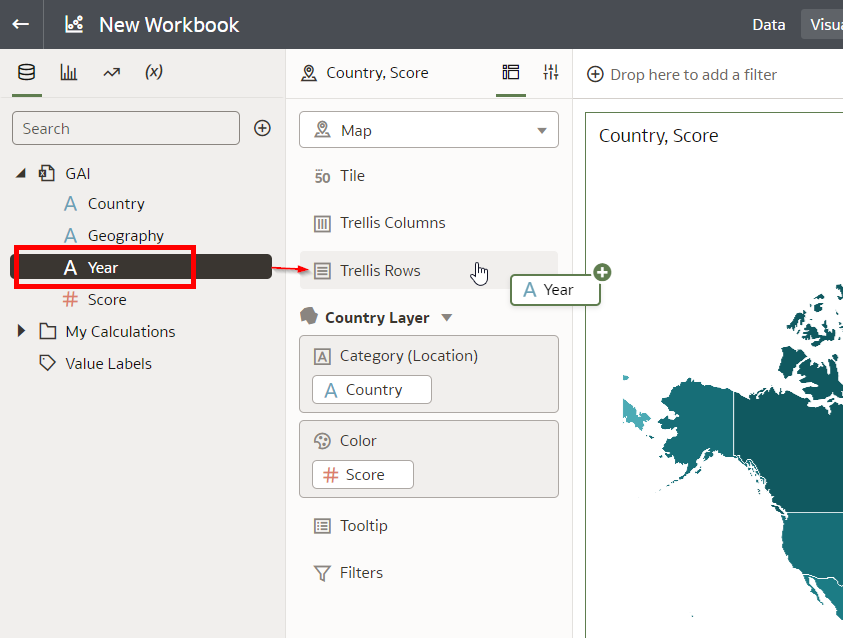 New Workbook
Data
Visua
(x)
Country, Score
Drop here to add a filter
Search
Map
Country, Score
50 Tile
GAI
A Country
Trellis Columns
A Geography
A Year
Trellis Rows
A Year
# Score
Country Layer
My Calculations
A Category (Location)
Value Labels
A Country
Color
# Score
Tooltip
Filters